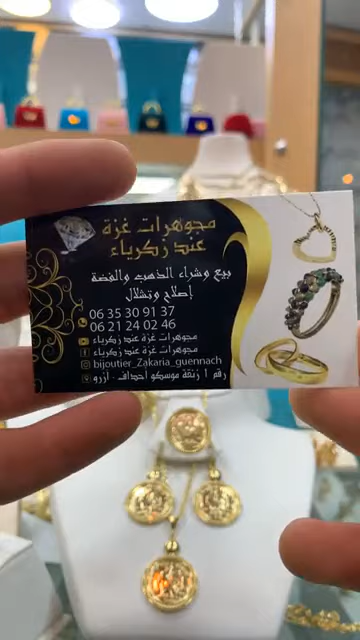 مجوهرات غزة
عند زكرياء
بيع وشراء الذهب والفضة
إصلاح وتشلال
06 35 30 91 37
06 21 24 02 46
مجوهرات غزة عند زكرياء
مجوهرات غزة عند زكرياء
bijoutier_Zakaria_guennach
رقم 1 زنقة موسكو أحداف - أزرو